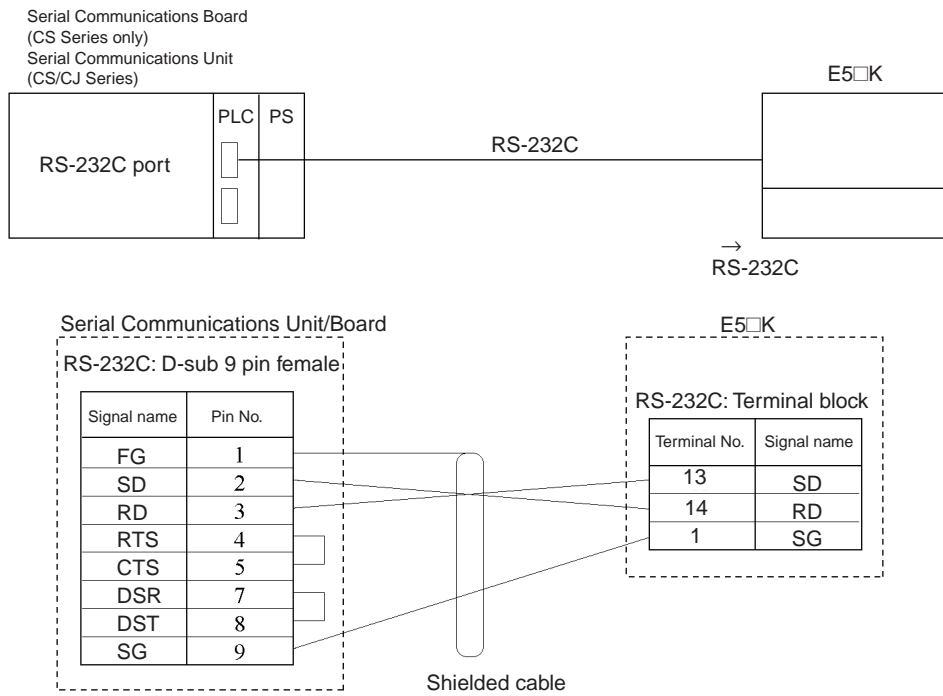 Serial Communications Board
(CS Series only)
Serial Communications Unit
(CS/CJ Series)
E5□K
PLC PS
RS-232C port
RS-232C
→
RS-232C
Serial Communications Unit/Board
E5□K
RS-232C: D-sub 9 pin female
RS-232C: Terminal block
Signal name Pin No.
FG 1
SD 2
RD 3
RTS 4
CTS 5
DSR 7
DST 8
SG 9
Terminal No. Signal name
13 SD
14 RD
1 SG
Shielded cable